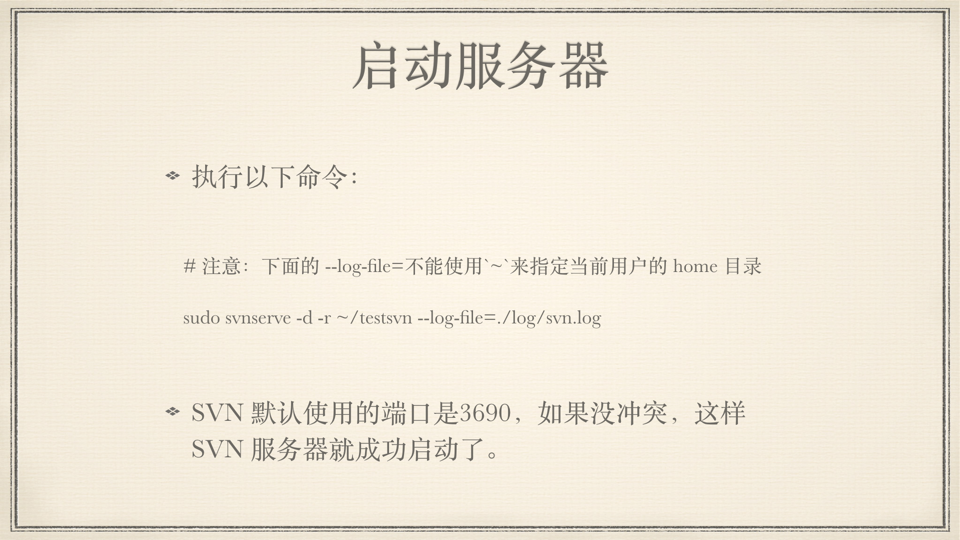 启动服务器
执行以下命令：
# 注意：下面的 --log-file=不能使用`~`来指定当前用户的 home 目录
sudo svnserve -d -r ~/testsvn --log-file=./log/svn.log
SVN 默认使用的端口是3690，如果没冲突，这样
SVN 服务器就成功启动了。